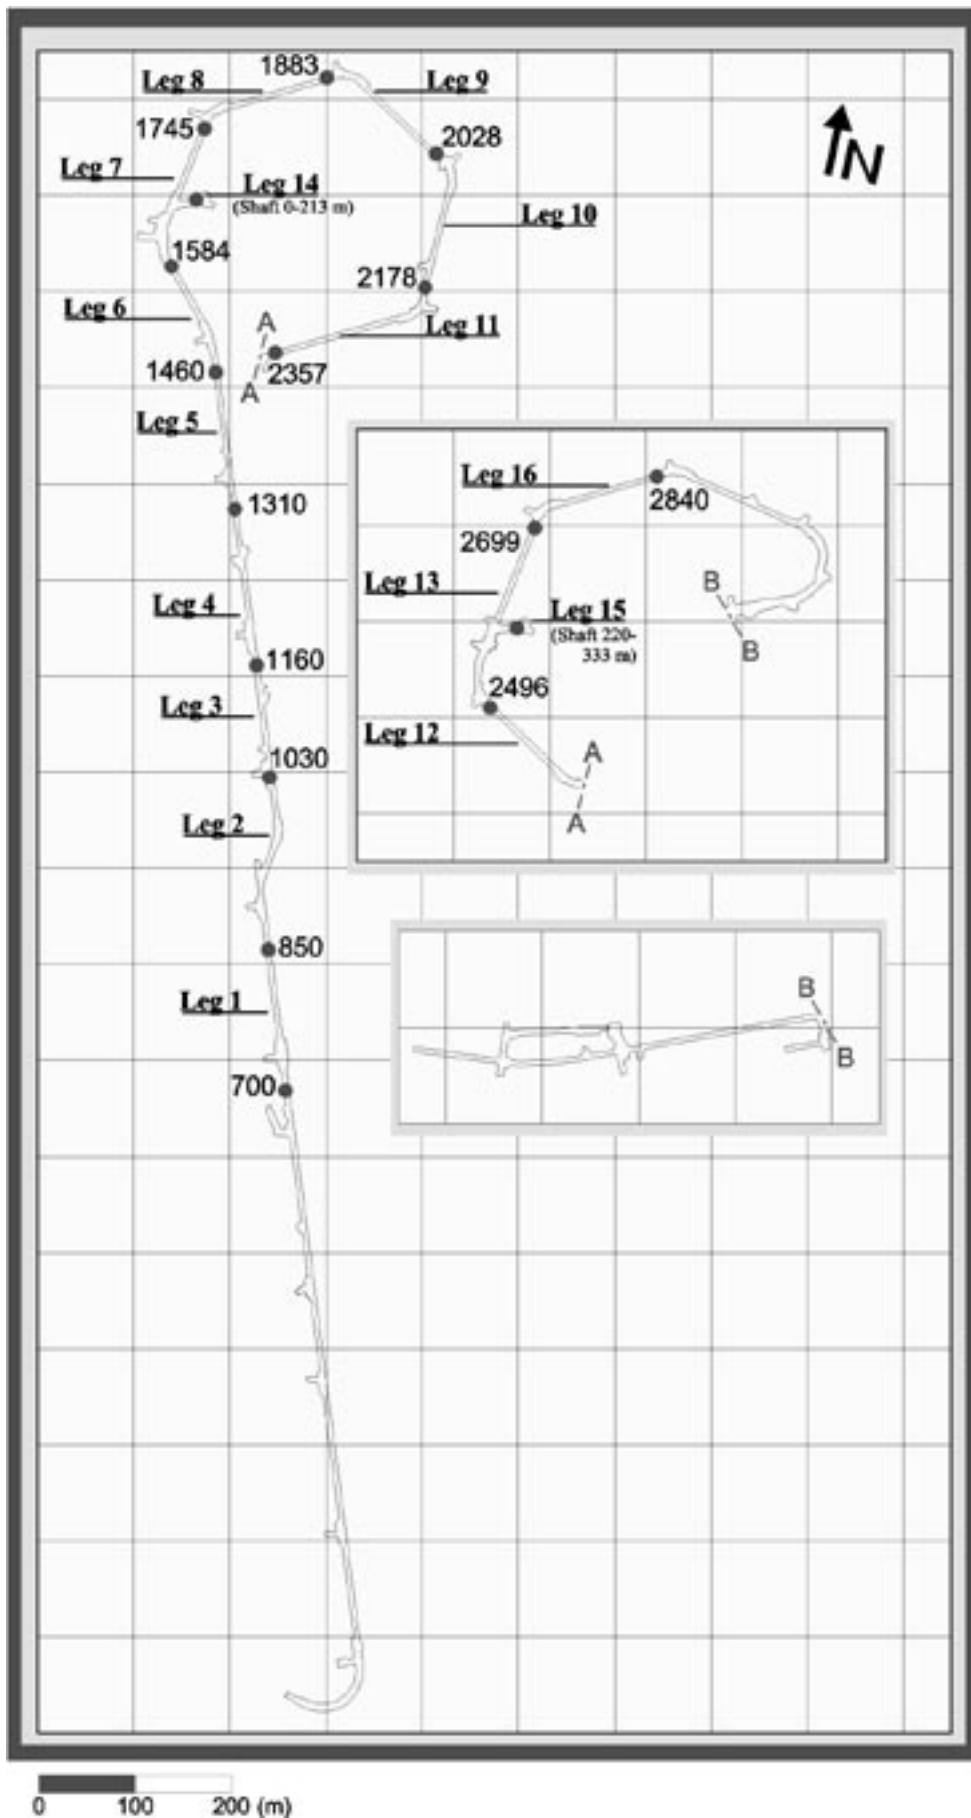 1883
Leg 8
Leg 9
1745
2028
N
Leg 7
Leg 14
(Shaft 0-213 m)
Leg 10
1584
2178
Leg 6
A
Leg 11
1460
2357
A
Leg 5
Leg 16
2840
1310
2699
Leg 13
B
Leg 4
Leg 15
(Shaft 220-
333 m)
B
1160
2496
Leg 3
Leg 12
A
1030
A
Leg 2
850
B
Leg 1
B
700
0 100 200 (m)